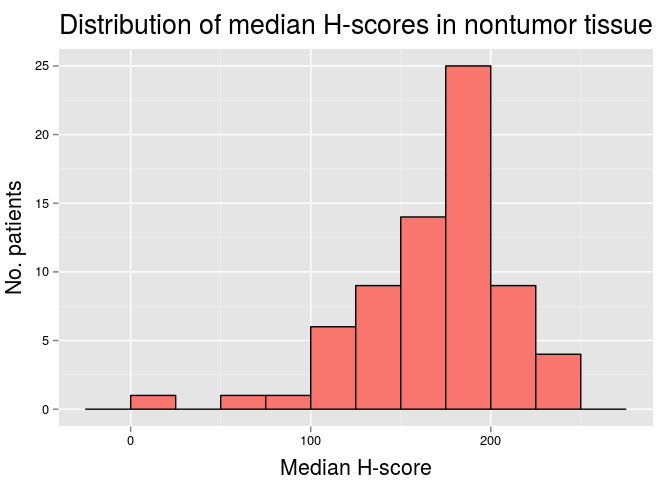 Distribution of median H-scores in nontumor tissue
No. patients
25
20
15
10
5
0
0 100 200
Median H-score